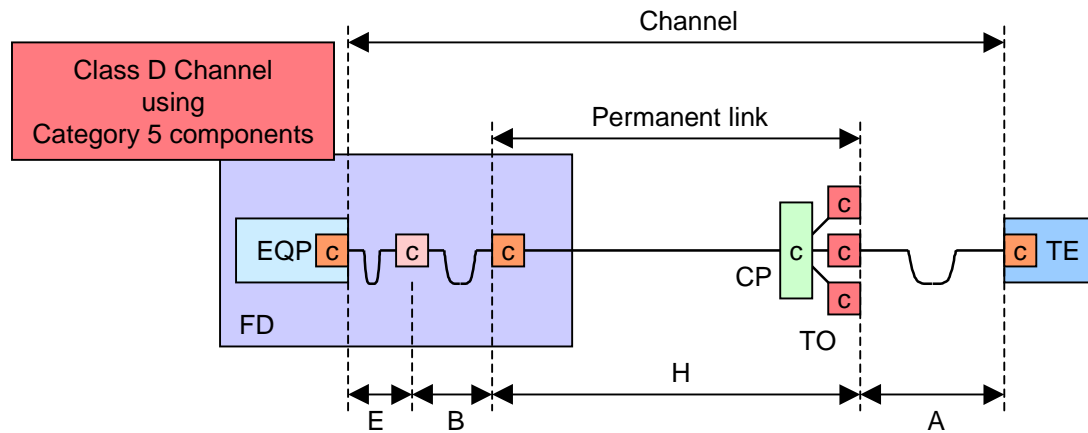 Channel
Class D Channel
using
Category 5 components
Permanent link
c
EQP c c c c c c TE
CP
c
FD
TO
E B H A